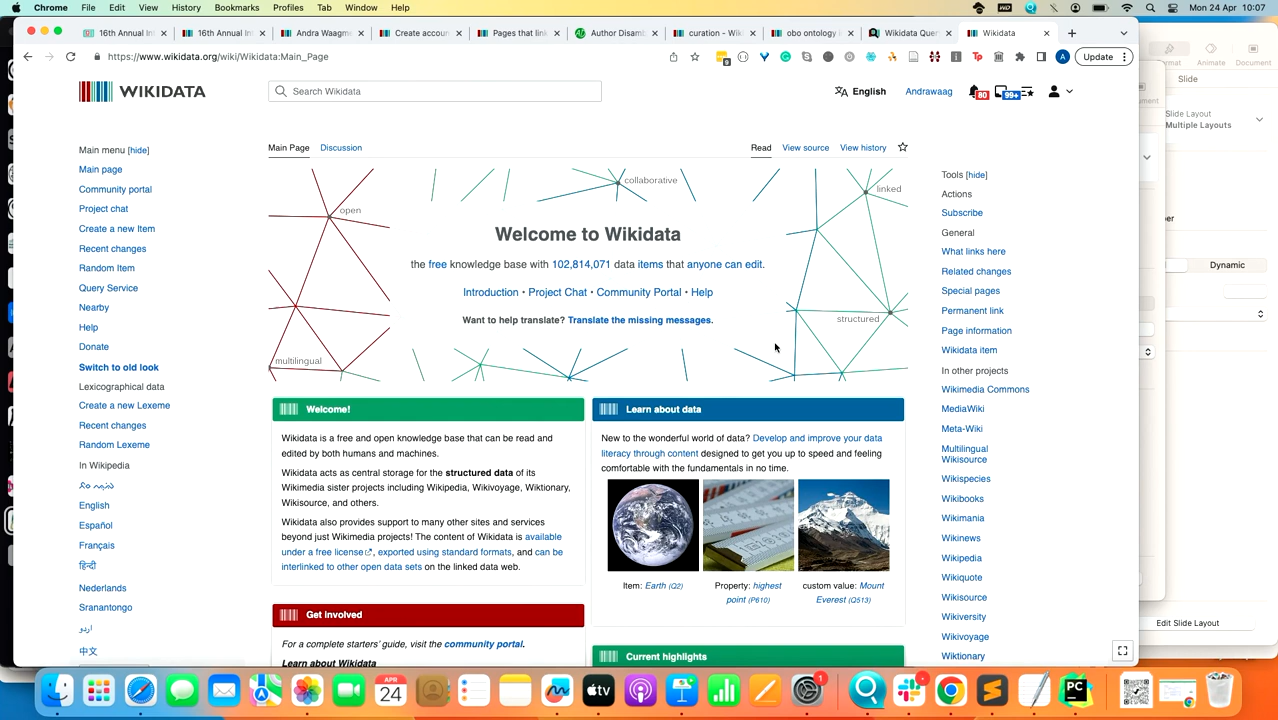 Chrome File Edit View History Bookmarks Profiles Tab Window Help
Mon 24 Apr 10:07
16th Annual In
16th Annual In
Andra Waagm
Create accoun
Pages that link
Author Disamb
curation - Wiki
obo ontology i
Wikidata Quer
Wikidata
https://www.wikidata.org/wiki/Wikidata:Main_Page
Update
WIKIDATA
Search Wikidata
English
Andrawaag
80
99+
Main menu [hide]
Main page
Community portal
Project chat
Create a new Item
Recent changes
Random Item
Query Service
Nearby
Help
Donate
Switch to old look
Lexicographical data
Create a new Lexeme
Recent changes
Random Lexeme
In Wikipedia
English
Español
Français
हिन्दी
Nederlands
Sranantongo
اردو
中文
Main Page Discussion
Read View source View history
open
collaborative
linked
structured
multilingual
Welcome to Wikidata
the free knowledge base with 102,814,071 data items that anyone can edit.
Introduction • Project Chat • Community Portal • Help
Want to help translate? Translate the missing messages.
Welcome!
Wikidata is a free and open knowledge base that can be read and
edited by both humans and machines.
Wikidata acts as central storage for the structured data of its
Wikimedia sister projects including Wikipedia, Wikivoyage, Wiktionary,
Wikisource, and others.
Wikidata also provides support to many other sites and services
beyond just Wikimedia projects! The content of Wikidata is available
under a free license, exported using standard formats, and can be
interlinked to other open data sets on the linked data web.
Get involved
For a complete starters' guide, visit the community portal.
Learn about Wikidata
Learn about data
New to the wonderful world of data? Develop and improve your data
literacy through content designed to get you up to speed and feeling
comfortable with the fundamentals in no time.
Item: Earth (Q2)
Property: highest
point (P610)
custom value: Mount
Everest (Q513)
Current highlights
Tools [hide]
Actions
Subscribe
General
What links here
Related changes
Special pages
Permanent link
Page information
Wikidata item
In other projects
Wikimedia Commons
MediaWiki
Meta-Wiki
Multilingual
Wikisource
Wikispecies
Wikibooks
Wikimania
Wikinews
Wikipedia
Wikiquote
Wikisource
Wikiversity
Wikivoyage
Wiktionary
Animate
Document
Slide
Slide Layout
Multiple Layouts
Dynamic
Edit Slide Layout
APR
24
tv
1
PC